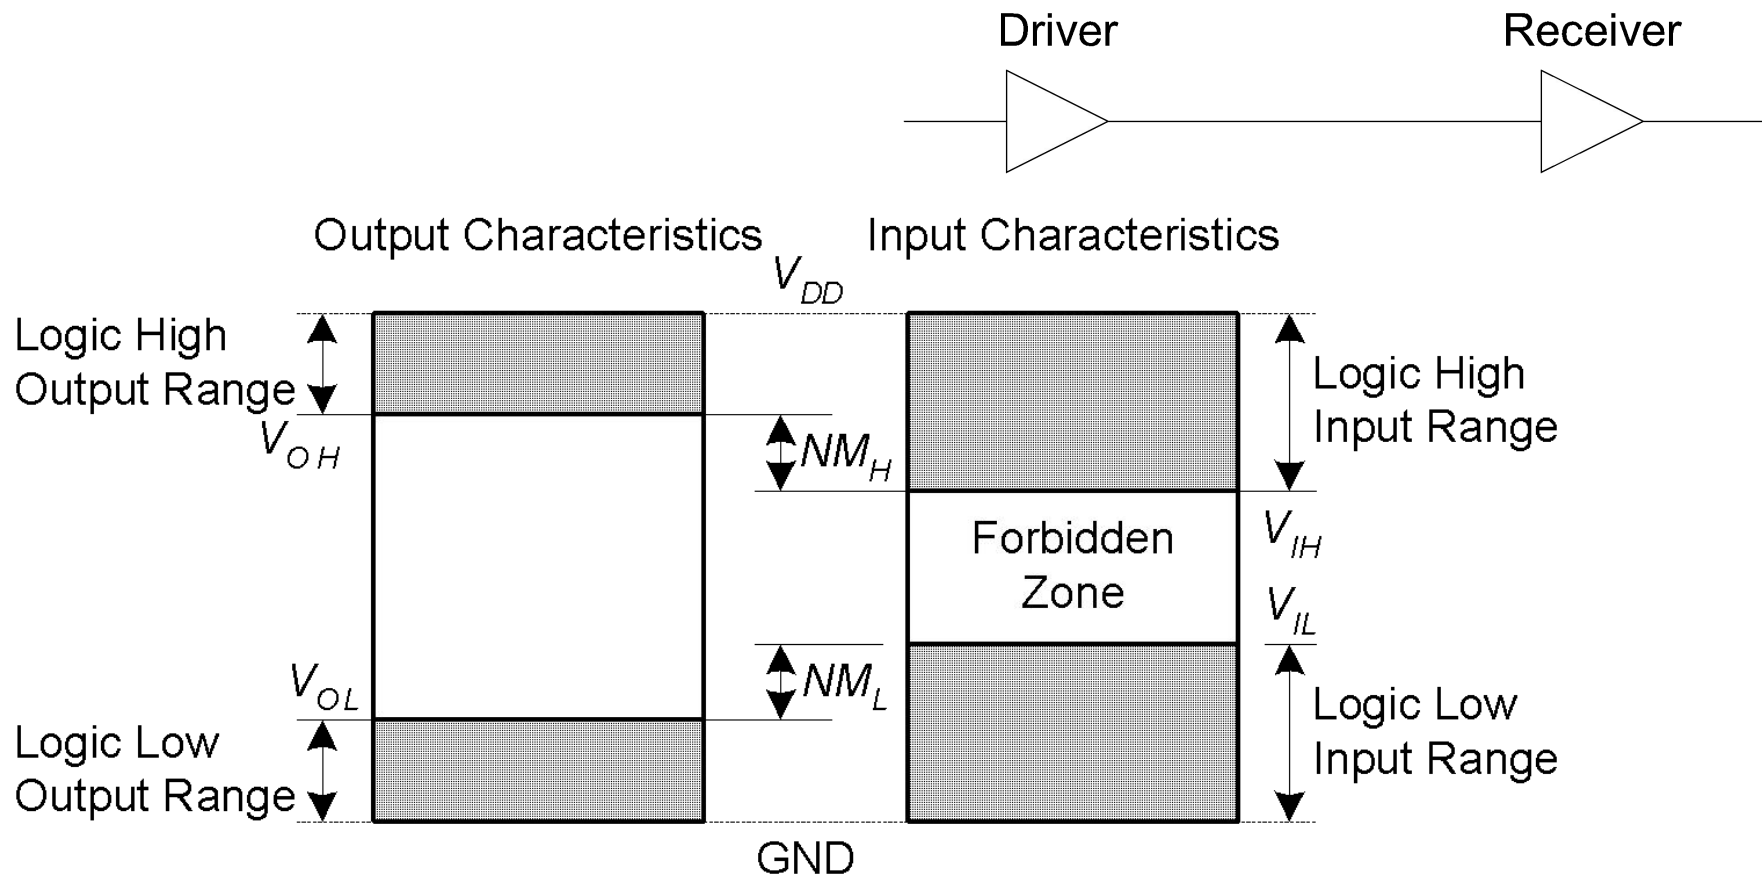 Driver
Receiver
Output Characteristics
Input Characteristics
VDD
Logic High
Output Range
VOH
NMH
Logic High
Input Range
Forbidden
Zone
VIH
VIL
VOL
NML
Logic Low
Output Range
Logic Low
Input Range
GND